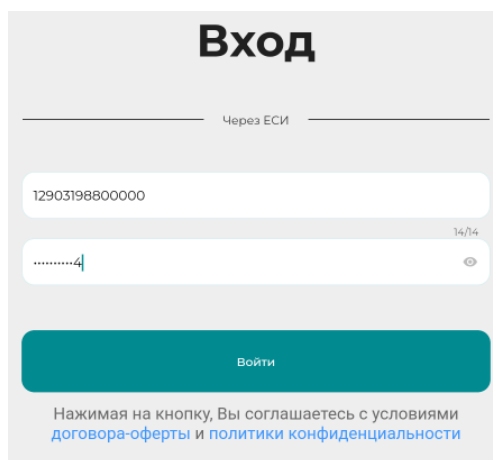 Вход
Через ЕСИ
12903198800000
14/14
··········4
Войти
Нажимая на кнопку, Вы соглашаетесь с условиями
договора-оферты и политики конфиденциальности